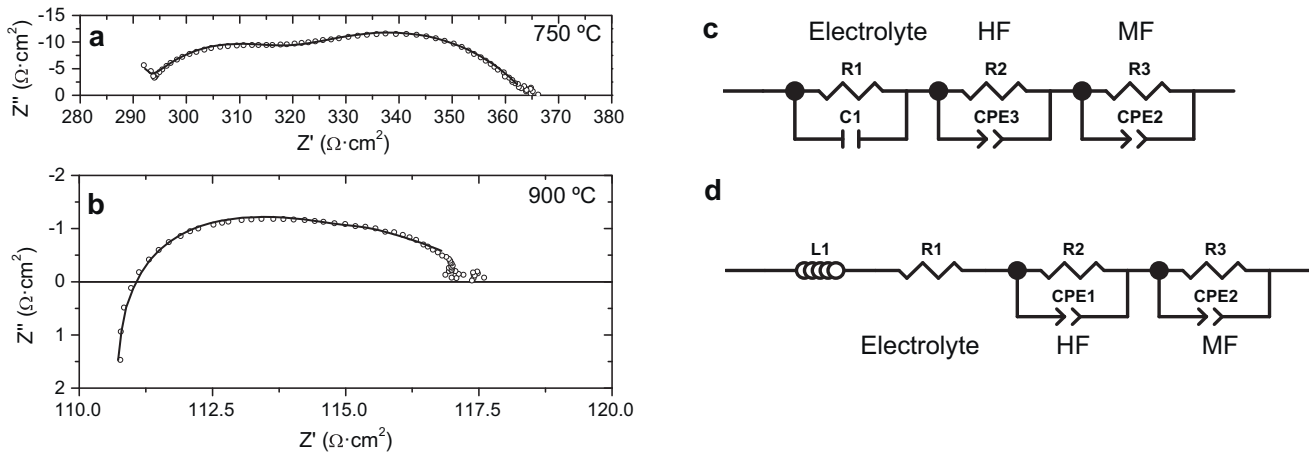 a
750 ºC
Z'' (Ω·cm²)
-15
-10
-5
0
280 290 300 310 320 330 340 350 360 370 380
Z' (Ω·cm²)
b
900 ºC
Z'' (Ω·cm²)
-2
-1
0
1
2
110.0 112.5 115.0 117.5 120.0
Z' (Ω·cm²)
c
Electrolyte HF MF
R1 R2 R3
C1 CPE3 CPE2
d
L1 R1 R2 R3
CPE1 CPE2
Electrolyte HF MF